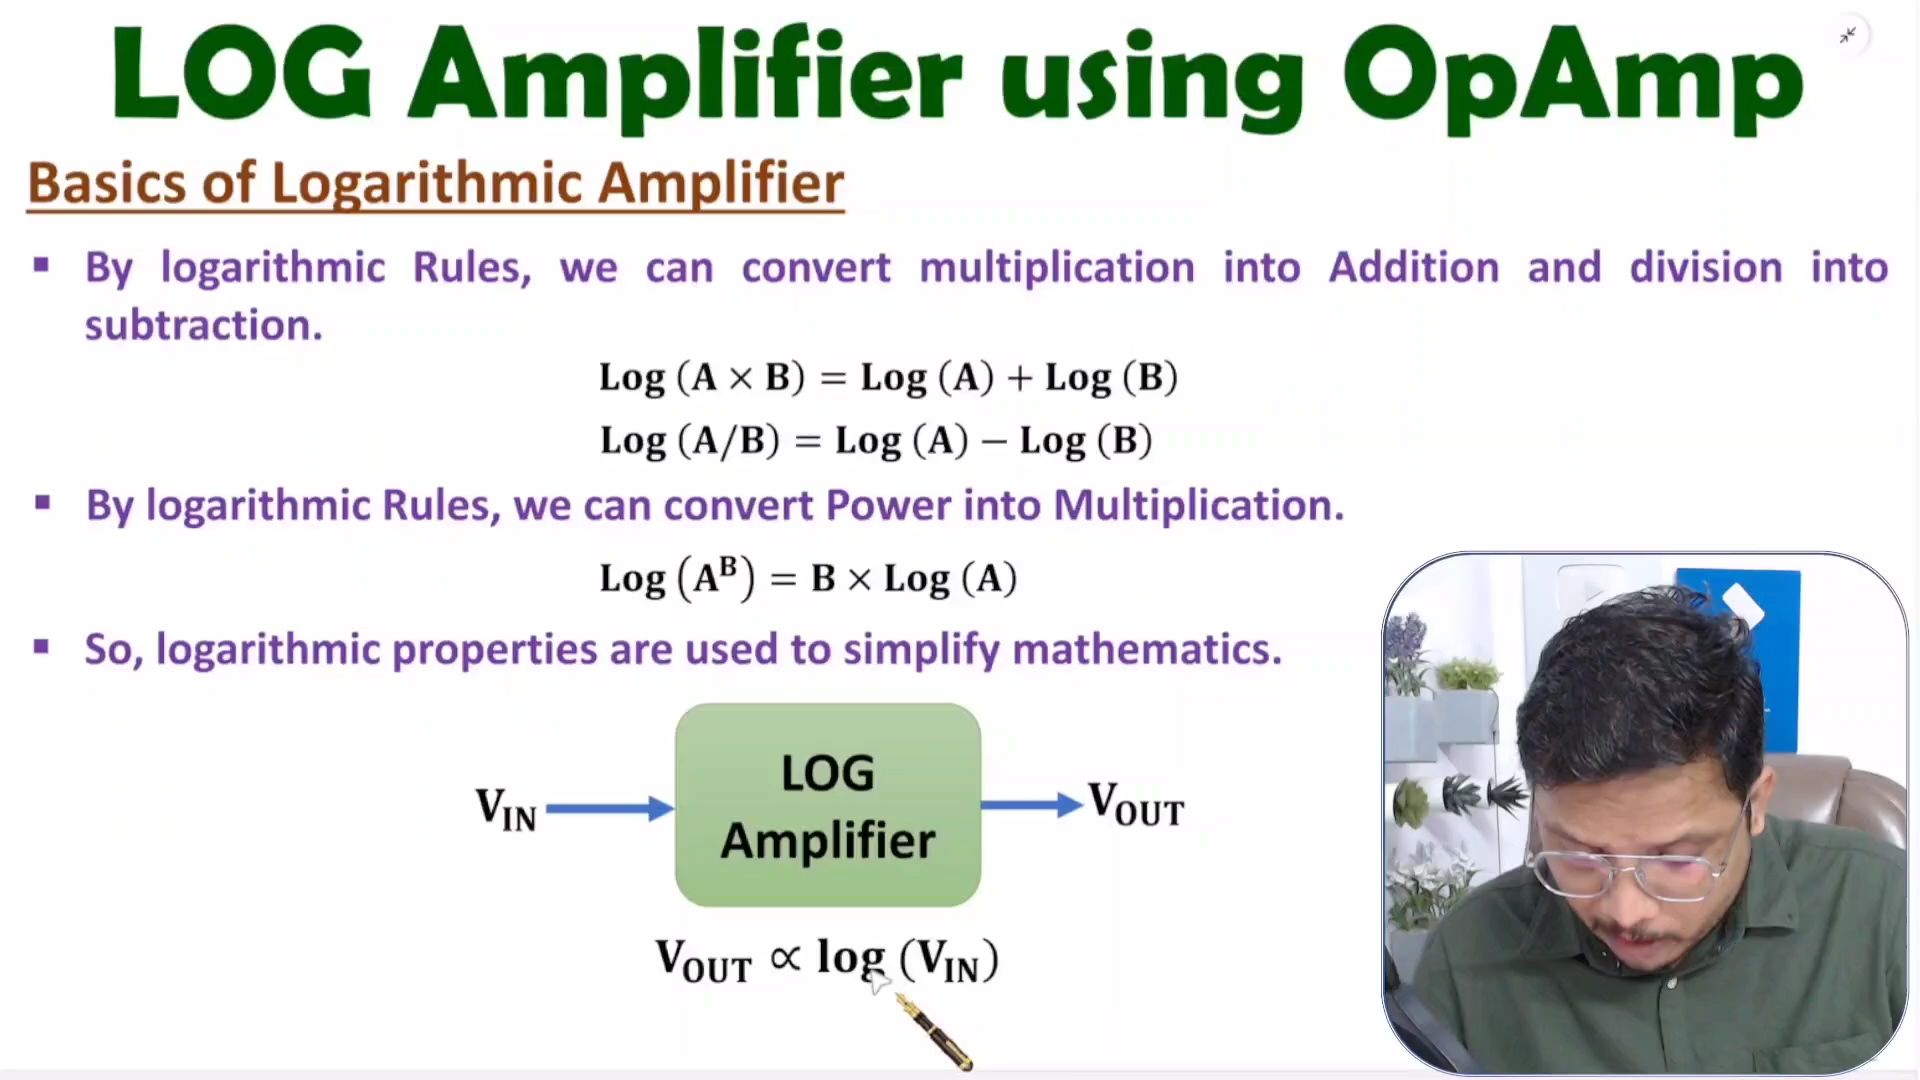 LOG Amplifier using OpAmp
Basics of Logarithmic Amplifier
▪ By logarithmic Rules, we can convert multiplication into Addition and division into
subtraction.
Log (A × B) = Log (A) + Log (B)
Log (A/B) = Log (A) − Log (B)
▪ By logarithmic Rules, we can convert Power into Multiplication.
Log (Aᴮ) = B × Log (A)
▪ So, logarithmic properties are used to simplify mathematics.
V_IN LOG Amplifier V_OUT
V_OUT ∝ log (V_IN)